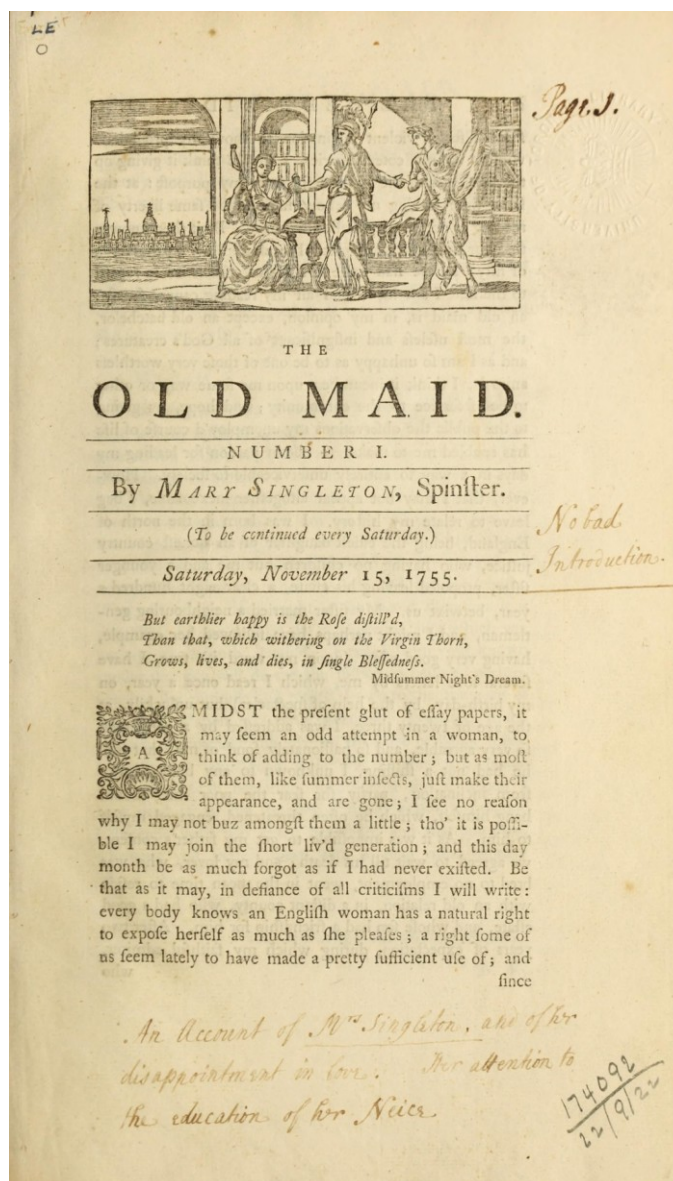 LE
O
Page. 1.
THE
OLD MAID.
NUMBER I.
By MARY SINGLETON, Spinſter.
(To be continued every Saturday.)
No bad
Introduction.
Saturday, November 15, 1755.
But earthlier happy is the Roſe diſtill'd,
Than that, which withering on the Virgin Thorn,
Grows, lives, and dies, in ſingle Bleſſedneſs.
Midſummer Night's Dream.
AMIDST the preſent glut of eſſay papers, it
may ſeem an odd attempt in a woman, to
think of adding to the number; but as moſt
of them, like ſummer inſects, juſt make their
appearance, and are gone; I ſee no reaſon
why I may not buz amongſt them a little; tho' it is poſſi-
ble I may join the ſhort liv'd generation; and this day
month be as much forgot as if I had never exiſted. Be
that as it may, in defiance of all criticiſms I will write:
every body knows an Engliſh woman has a natural right
to expoſe herſelf as much as ſhe pleaſes; a right ſome of
us ſeem lately to have made a pretty ſufficient uſe of; and
ſince
An Account of Mrs Singleton, and of her
disappointment in love. Her attention to
the education of her Neice
174092
22/9/22